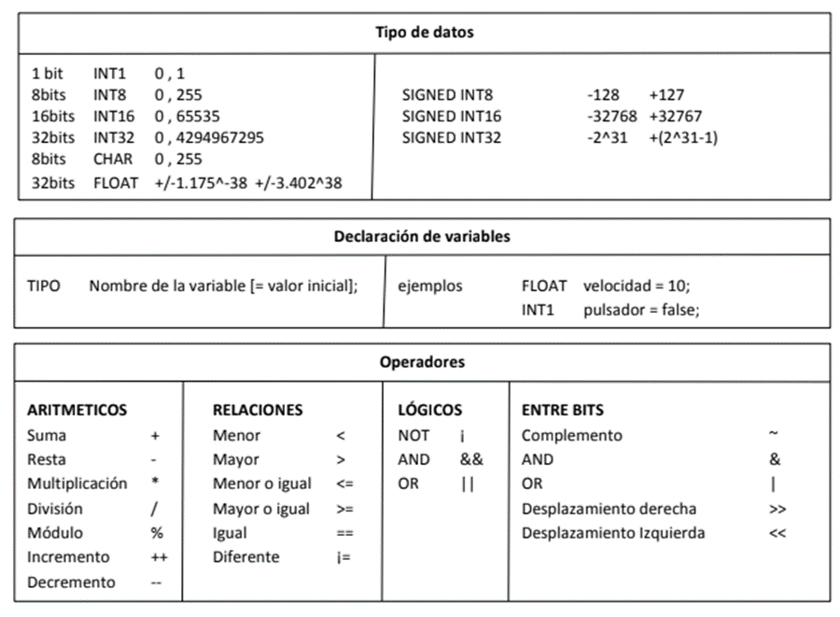 Tipo de datos
1 bit INT1 0 , 1
8bits INT8 0 , 255 SIGNED INT8 -128 +127
16bits INT16 0 , 65535 SIGNED INT16 -32768 +32767
32bits INT32 0 , 4294967295 SIGNED INT32 -2^31 +(2^31-1)
8bits CHAR 0 , 255
32bits FLOAT +/-1.175^-38 +/-3.402^38
Declaración de variables
TIPO Nombre de la variable [= valor inicial]; ejemplos FLOAT velocidad = 10;
INT1 pulsador = false;
Operadores
ARITMETICOS RELACIONES LÓGICOS ENTRE BITS
Suma + Menor < NOT ¡ Complemento ~
Resta - Mayor > AND && AND &
Multiplicación * Menor o igual <= OR || OR |
División / Mayor o igual >= Desplazamiento derecha >>
Módulo % Igual == Desplazamiento Izquierda <<
Incremento ++ Diferente ¡=
Decremento --